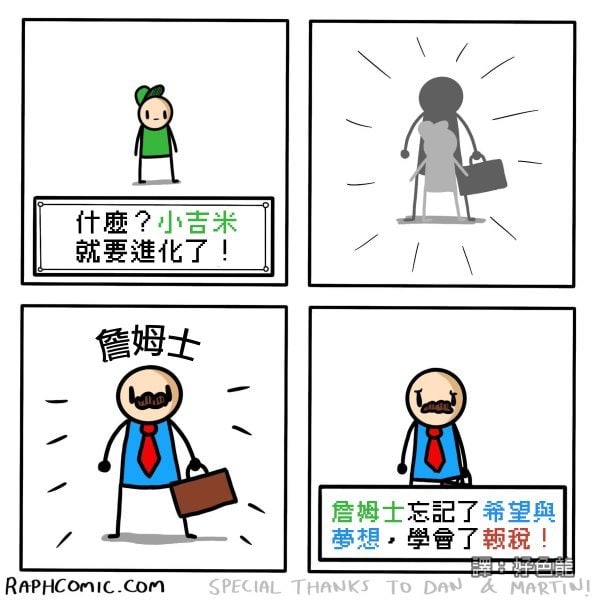 什麼？小吉米
就要進化了！
詹姆士
詹姆士忘記了希望與
夢想，學會了報稅！
譯：好色龍
RAPHCOMIC.COM
SPECIAL THANKS TO DAN & MARTIN!